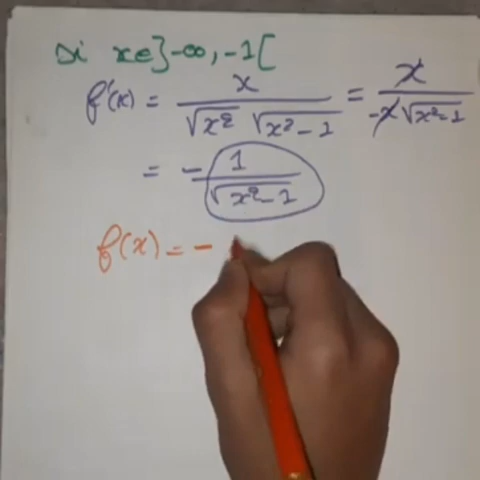 Si x∈]-∞,-1[
f'(x) = x / (√x² √x²-1) = x / (-x√x²-1)
= - 1 / √x²-1
f(x) = -